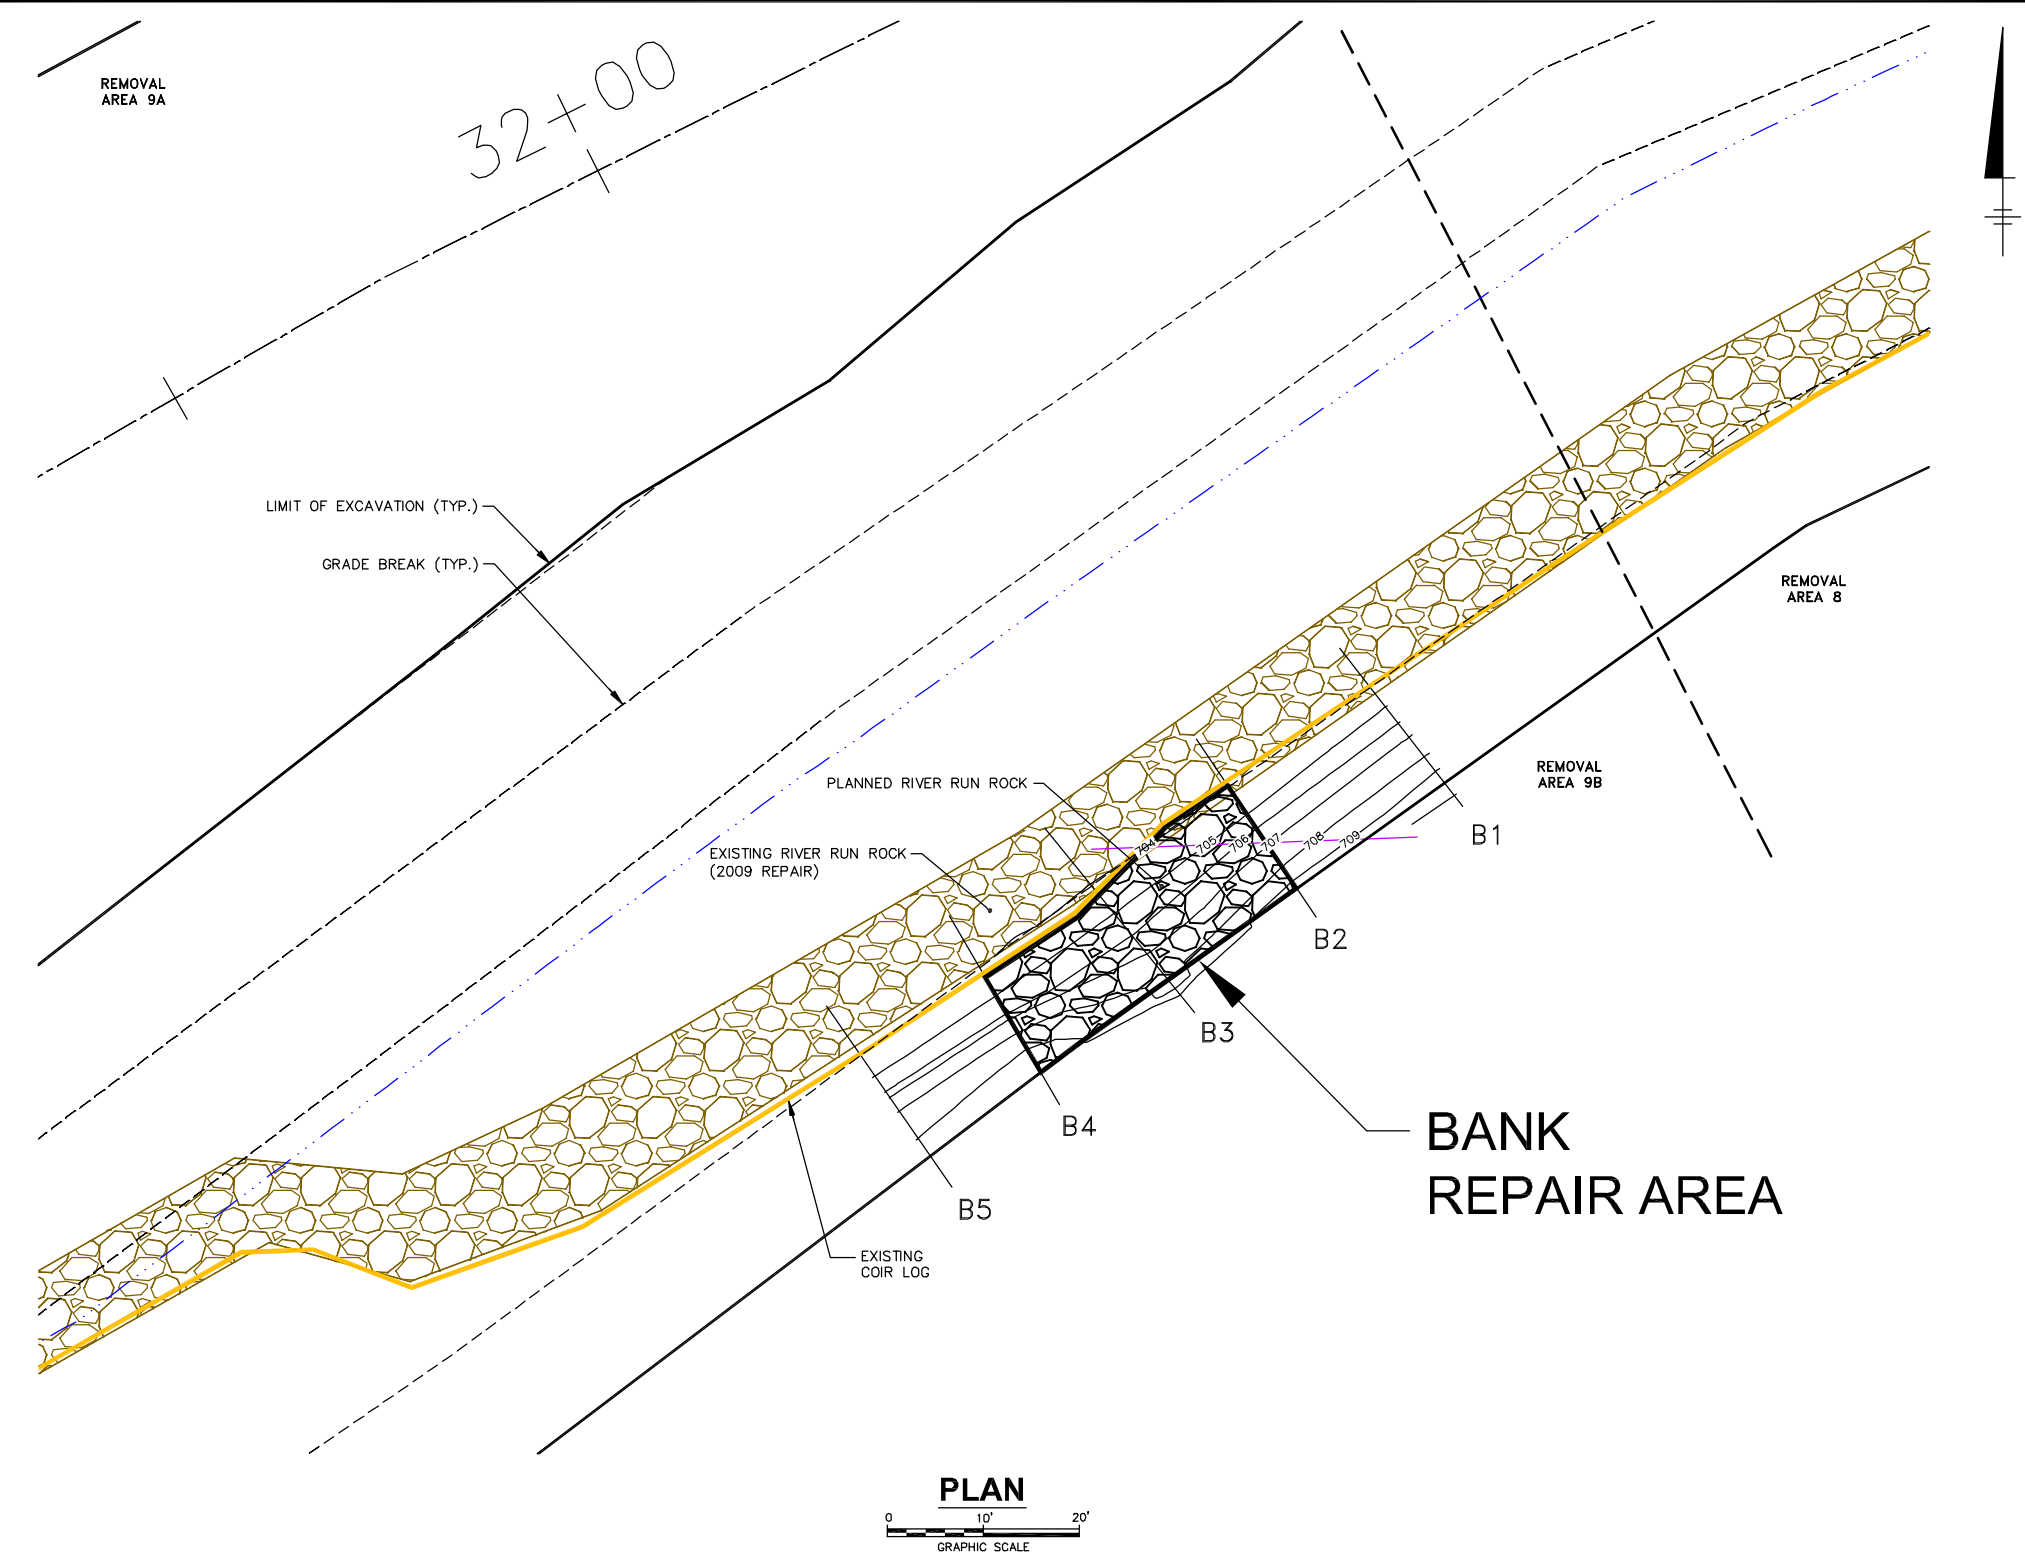 REMOVAL
AREA 9A
32+00
LIMIT OF EXCAVATION (TYP.)
GRADE BREAK (TYP.)
REMOVAL
AREA 8
REMOVAL
AREA 9B
PLANNED RIVER RUN ROCK
EXISTING RIVER RUN ROCK
(2009 REPAIR)
704
705
706
707
708
709
B1
B2
B3
B4
B5
BANK
REPAIR AREA
EXISTING
COIR LOG
PLAN
0 10' 20'
GRAPHIC SCALE